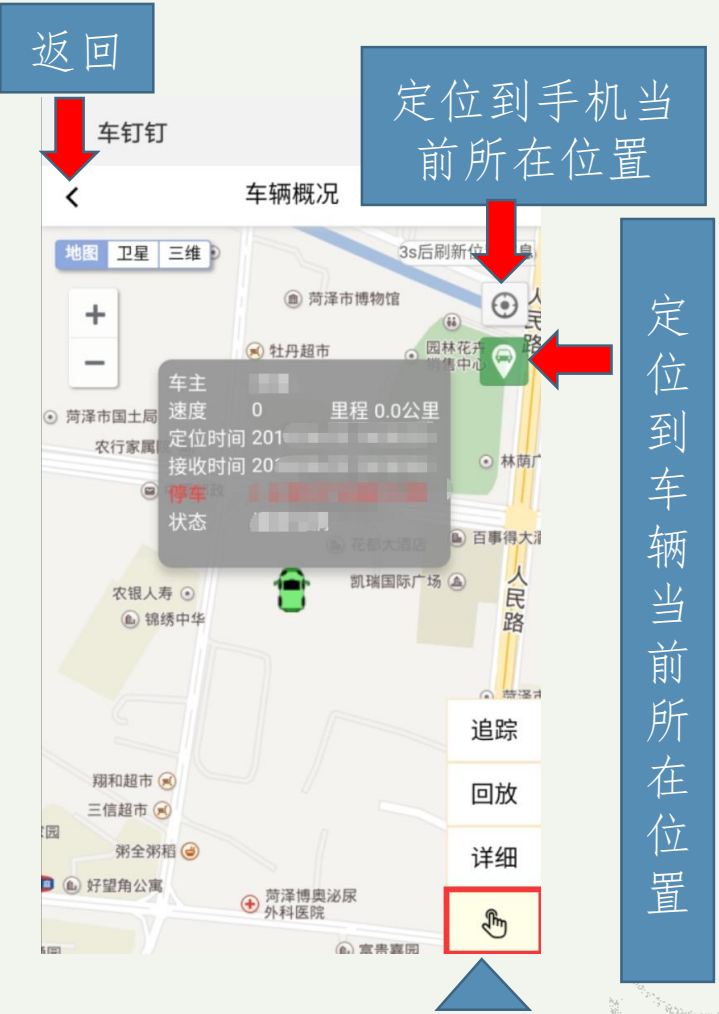 返回
定位到手机当
前所在位置
车钉钉
车辆概况
地图 卫星 三维
3s后刷新位
息
菏泽市博物馆
人民路
牡丹超市
园林花卉
销售中心
定位到车辆当前所在位置
车主
速度 0 里程 0.0公里
定位时间 201
接收时间 20
停车
状态
菏泽市国土局
农行家属
林荫
花都大酒店
百事得大
凯瑞国际广场
人民路
农银人寿
锦绣中华
追踪
回放
详细
翔和超市
三信超市
粥全粥稻
好望角公寓
菏泽博奥泌尿
外科医院
富贵嘉园